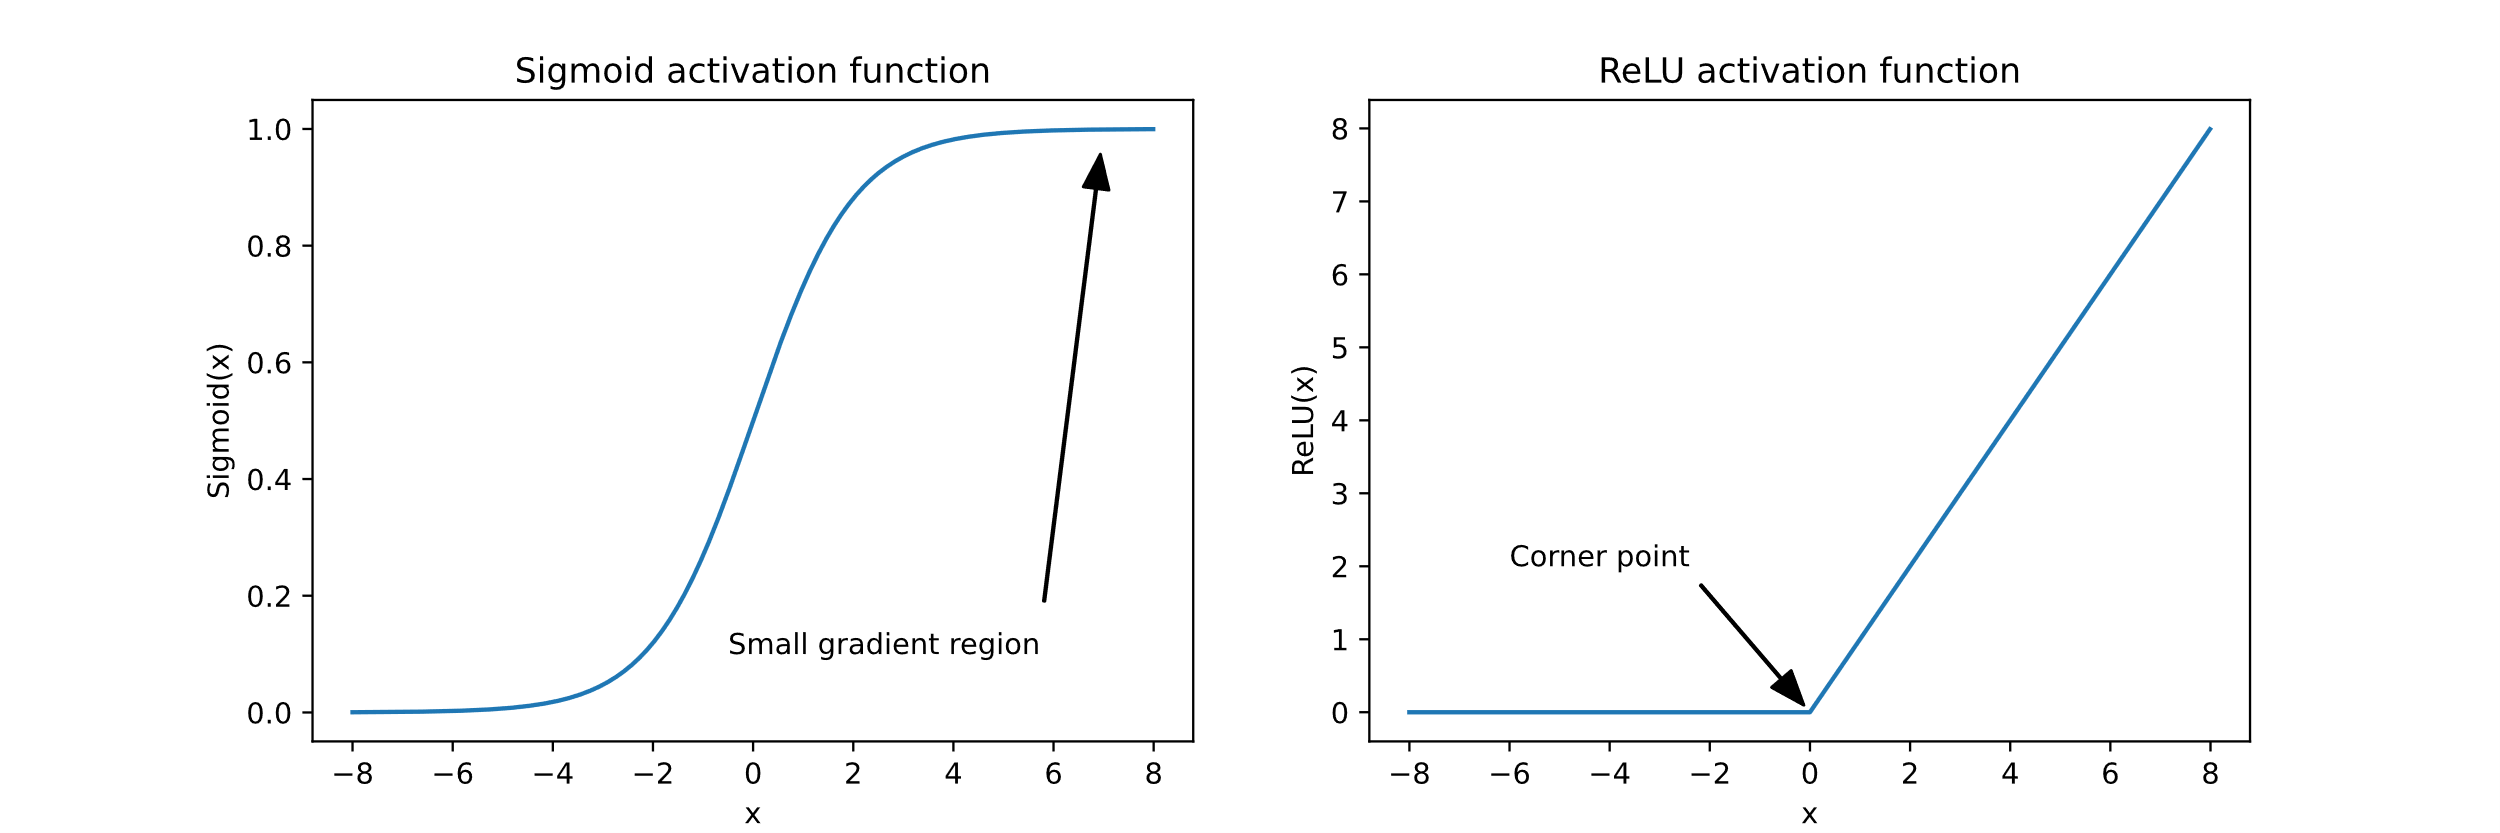 Sigmoid activation function
1.0
0.8
0.6
0.4
0.2
0.0
Sigmoid(x)
Small gradient region
−8 −6 −4 −2 0 2 4 6 8
x
ReLU activation function
8
7
6
5
4
3
2
1
0
ReLU(x)
Corner point
−8 −6 −4 −2 0 2 4 6 8
x